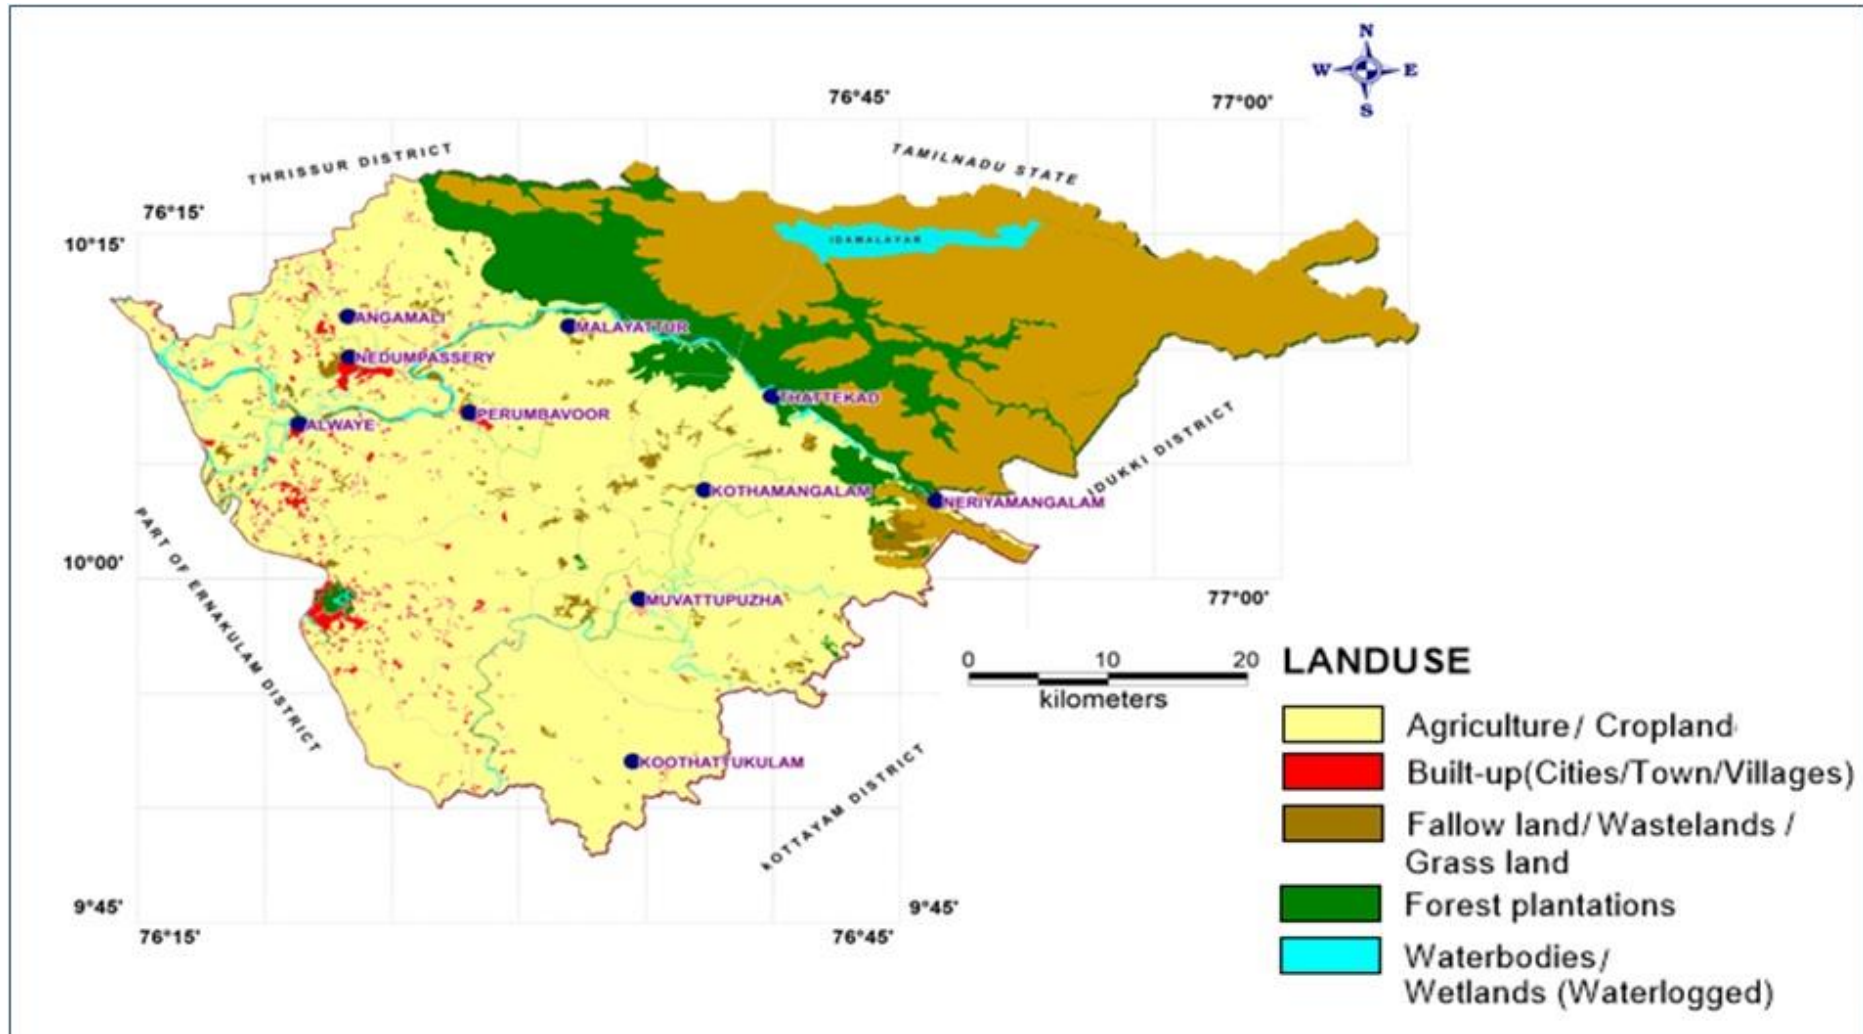 N
W E
S
76°45'
77°00'
THRISSUR DISTRICT
TAMILNADU STATE
76°15'
10°15'
IDAMALAYAR
ANGAMALI
MALAYATTUR
NEDUMPASSERY
THATTEKAD
PERUMBAVOOR
ALWAYE
IDUKKI DISTRICT
KOTHAMANGALAM
NERIYAMANGALAM
PART OF ERNAKULAM DISTRICT
10°00'
77°00'
MUVATTUPUZHA
0 10 20
kilometers
KOOTHATTUKULAM
KOTTAYAM DISTRICT
9°45'
9°45'
76°15'
76°45'
LANDUSE
Agriculture / Cropland
Built-up(Cities/Town/Villages)
Fallow land/ Wastelands /
Grass land
Forest plantations
Waterbodies /
Wetlands (Waterlogged)